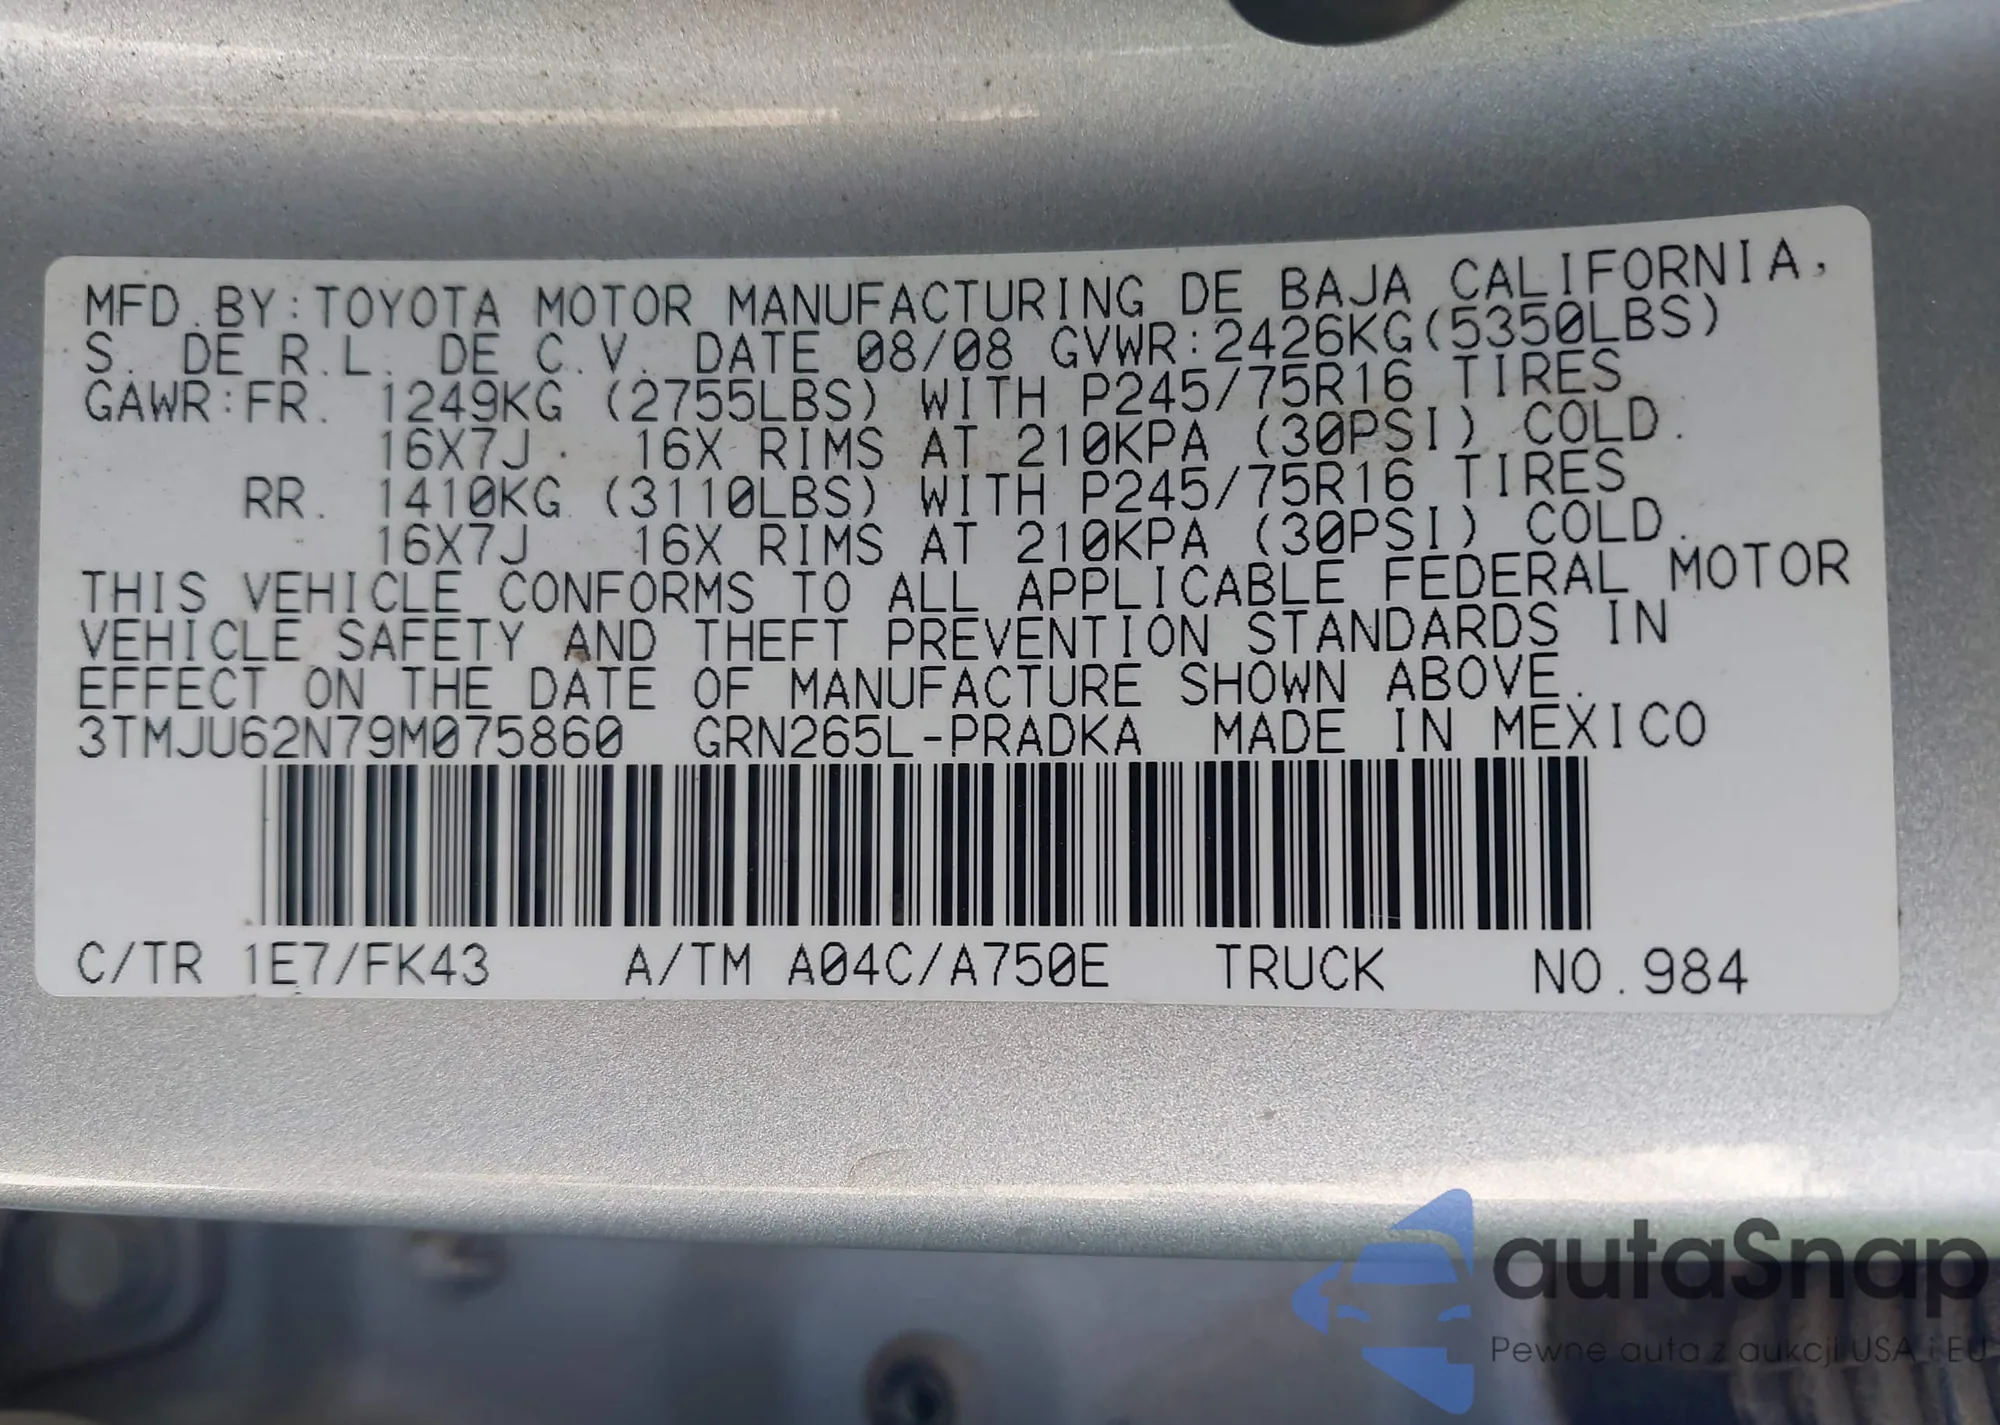 MFD.BY:TOYOTA MOTOR MANUFACTURING DE BAJA CALIFORNIA,
S. DE R.L. DE C.V. DATE 08/08 GVWR:2426KG(5350LBS)
GAWR:FR. 1249KG (2755LBS) WITH P245/75R16 TIRES
16X7J . 16X RIMS AT 210KPA (30PSI) COLD.
RR. 1410KG (3110LBS) WITH P245/75R16 TIRES
16X7J 16X RIMS AT 210KPA (30PSI) COLD.
THIS VEHICLE CONFORMS TO ALL APPLICABLE FEDERAL MOTOR
VEHICLE SAFETY AND THEFT PREVENTION STANDARDS IN
EFFECT ON THE DATE OF MANUFACTURE SHOWN ABOVE.
3TMJU62N79M075860 GRN265L-PRADKA MADE IN MEXICO
C/TR 1E7/FK43 A/TM A04C/A750E TRUCK NO.984
autaSnap
Pewne auta z aukcji USA i EU